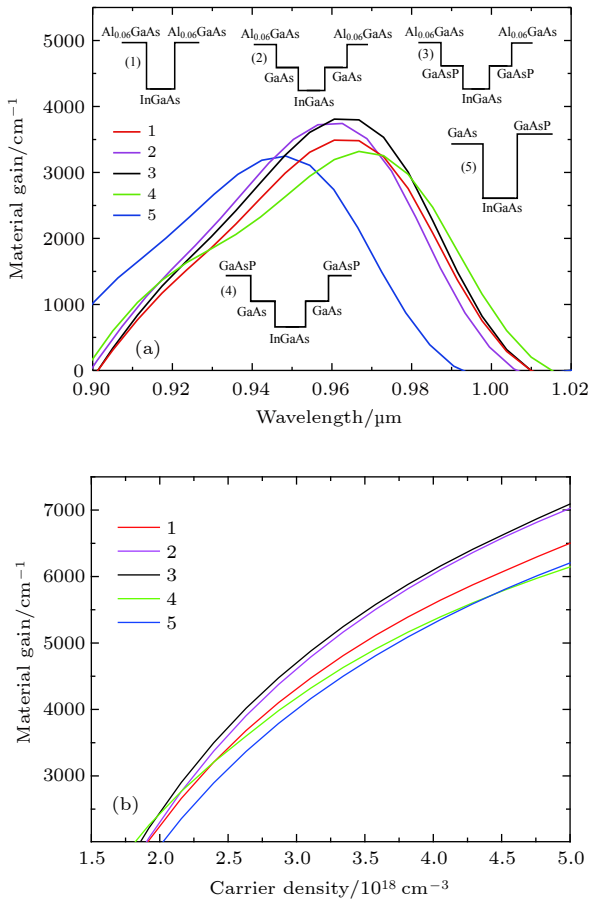 5000
4000
3000
2000
1000
0
Material gain/cm⁻¹
Al₀.₀₆GaAs Al₀.₀₆GaAs
(1)
InGaAs
Al₀.₀₆GaAs Al₀.₀₆GaAs
(2)
GaAs GaAs
InGaAs
Al₀.₀₆GaAs Al₀.₀₆GaAs
(3)
GaAsP GaAsP
InGaAs
1
2
3
4
5
GaAs GaAsP
(5)
InGaAs
GaAsP GaAsP
(4)
GaAs GaAs
InGaAs
(a)
0.90 0.92 0.94 0.96 0.98 1.00 1.02
Wavelength/µm
7000
6000
5000
4000
3000
Material gain/cm⁻¹
1
2
3
4
5
(b)
1.5 2.0 2.5 3.0 3.5 4.0 4.5 5.0
Carrier density/10¹⁸ cm⁻³